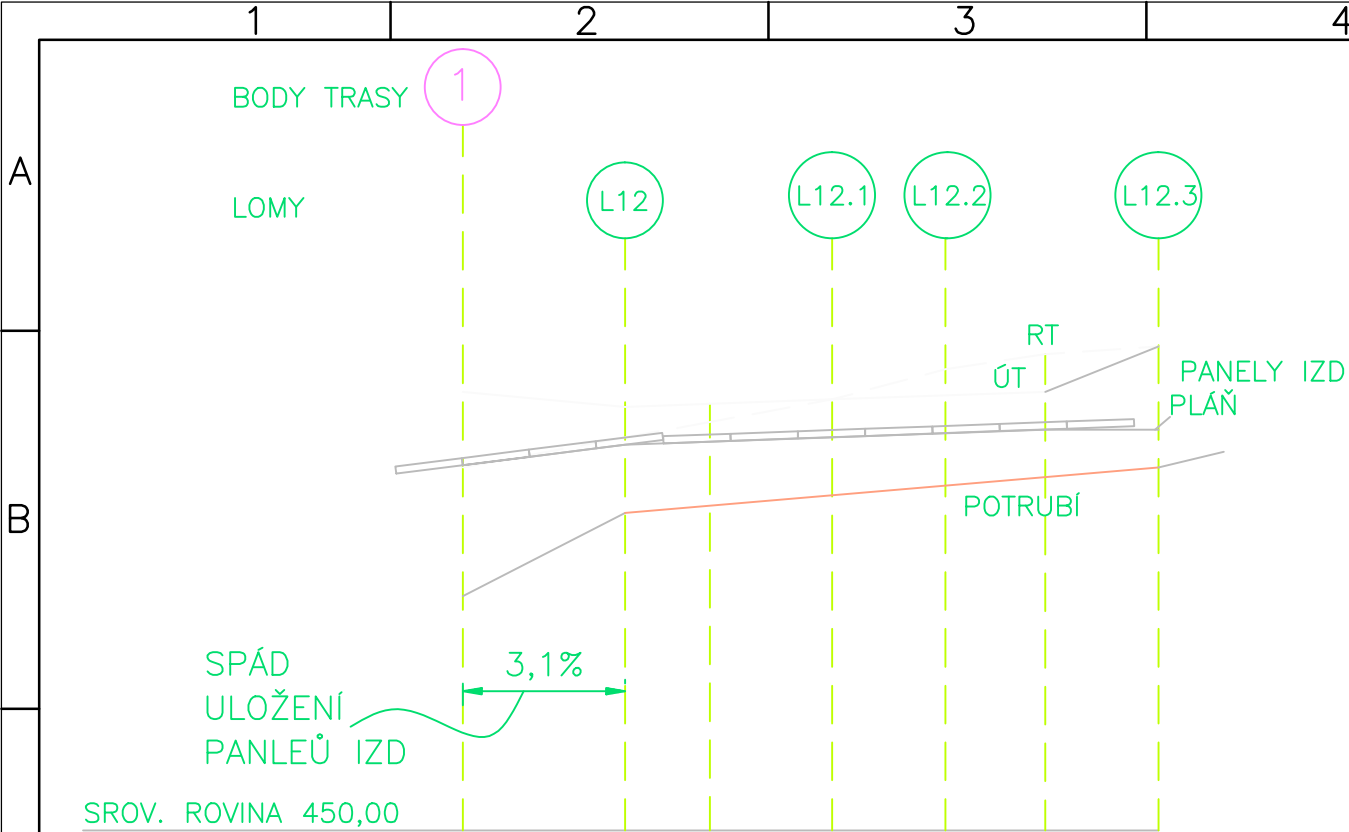 1 2 3 4
BODY TRASY 1
A
LOMY L12 L12.1 L12.2 L12.3
RT
ÚT PANELY IZD
PLÁŇ
B
POTRUBÍ
SPÁD 3,1%
ULOŽENÍ
PANLEŮ IZD
SROV. ROVINA 450,00